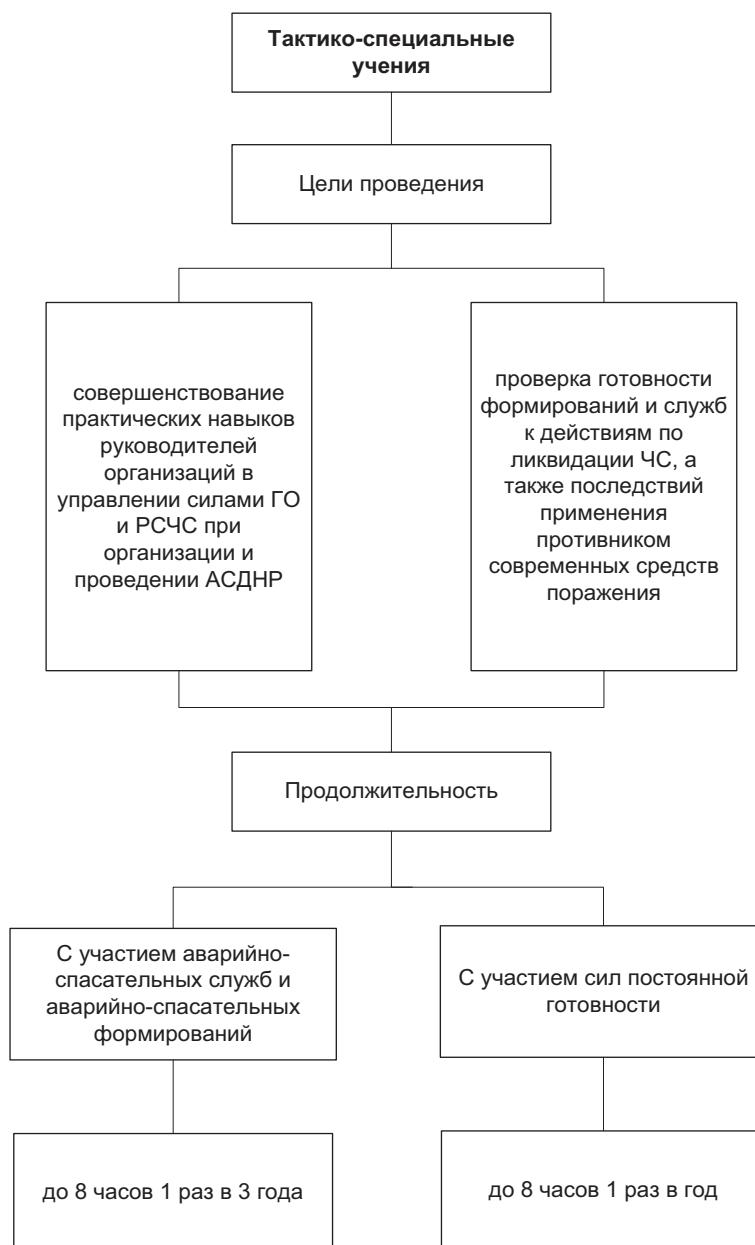 Тактико-специальные
учения
Цели проведения
совершенствование
практических навыков
руководителей
организаций в
управлении силами ГО
и РСЧС при
организации и
проведении АСДНР
проверка готовности
формирований и служб
к действиям по
ликвидации ЧС, а
также последствий
применения
противником
современных средств
поражения
Продолжительность
С участием аварийно-
спасательных служб и
аварийно-спасательных
формирований
С участием сил постоянной
готовности
до 8 часов 1 раз в 3 года
до 8 часов 1 раз в год